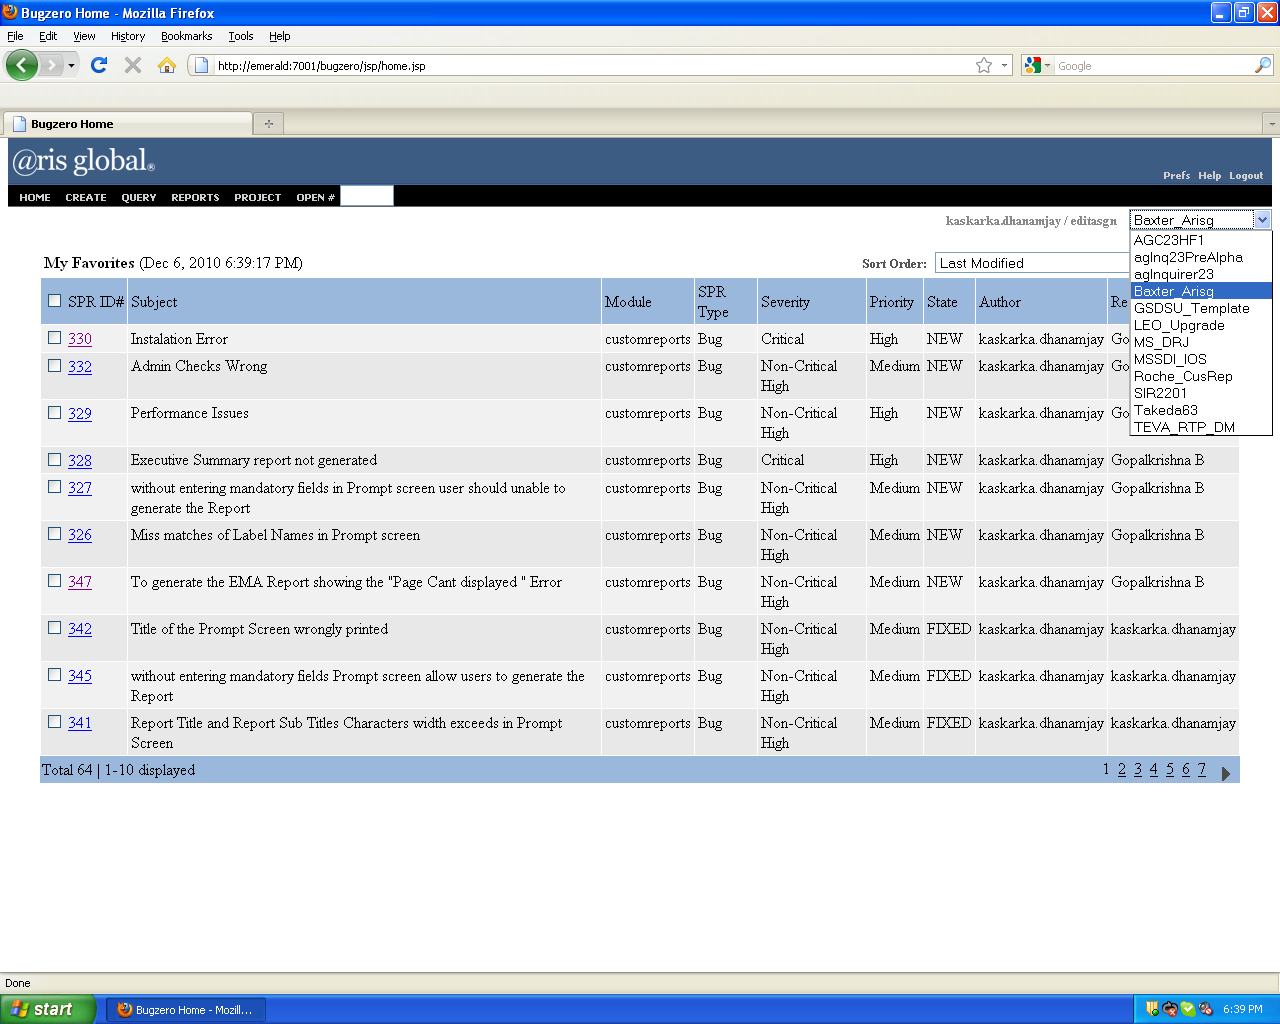 Bugzero Home - Mozilla Firefox
File Edit View History Bookmarks Tools Help
http://emerald:7001/bugzero/jsp/home.jsp
Google
Bugzero Home
@ris global®
Prefs Help Logout
HOME CREATE QUERY REPORTS PROJECT OPEN #
kaskarka.dhanamjay / editasgn
Baxter_Arisg
AGC23HF1
agInq23PreAlpha
agInquirer23
Baxter_Arisg
GSDSU_Template
LEO_Upgrade
MS_DRJ
MSSDI_IOS
Roche_CusRep
SIR2201
Takeda63
TEVA_RTP_DM
My Favorites (Dec 6, 2010 6:39:17 PM)
Sort Order: Last Modified
SPR ID# Subject Module SPR Type Severity Priority State Author Re
330 Instalation Error customreports Bug Critical High NEW kaskarka.dhanamjay Go
332 Admin Checks Wrong customreports Bug Non-Critical Medium NEW kaskarka.dhanamjay Go
High
329 Performance Issues customreports Bug Non-Critical High NEW kaskarka.dhanamjay Go
High
328 Executive Summary report not generated customreports Bug Critical High NEW kaskarka.dhanamjay Gopalkrishna B
327 without entering mandatory fields in Prompt screen user should unable to customreports Bug Non-Critical Medium NEW kaskarka.dhanamjay Gopalkrishna B
generate the Report High
326 Miss matches of Label Names in Prompt screen customreports Bug Non-Critical Medium NEW kaskarka.dhanamjay Gopalkrishna B
High
347 To generate the EMA Report showing the "Page Cant displayed " Error customreports Bug Non-Critical Medium NEW kaskarka.dhanamjay Gopalkrishna B
High
342 Title of the Prompt Screen wrongly printed customreports Bug Non-Critical Medium FIXED kaskarka.dhanamjay kaskarka.dhanamjay
High
345 without entering mandatory fields Prompt screen allow users to generate the customreports Bug Non-Critical Medium FIXED kaskarka.dhanamjay kaskarka.dhanamjay
Report High
341 Report Title and Report Sub Titles Characters width exceeds in Prompt customreports Bug Non-Critical Medium FIXED kaskarka.dhanamjay kaskarka.dhanamjay
Screen High
Total 64 | 1-10 displayed 1 2 3 4 5 6 7
Done
start Bugzero Home - Mozill... 6:39 PM